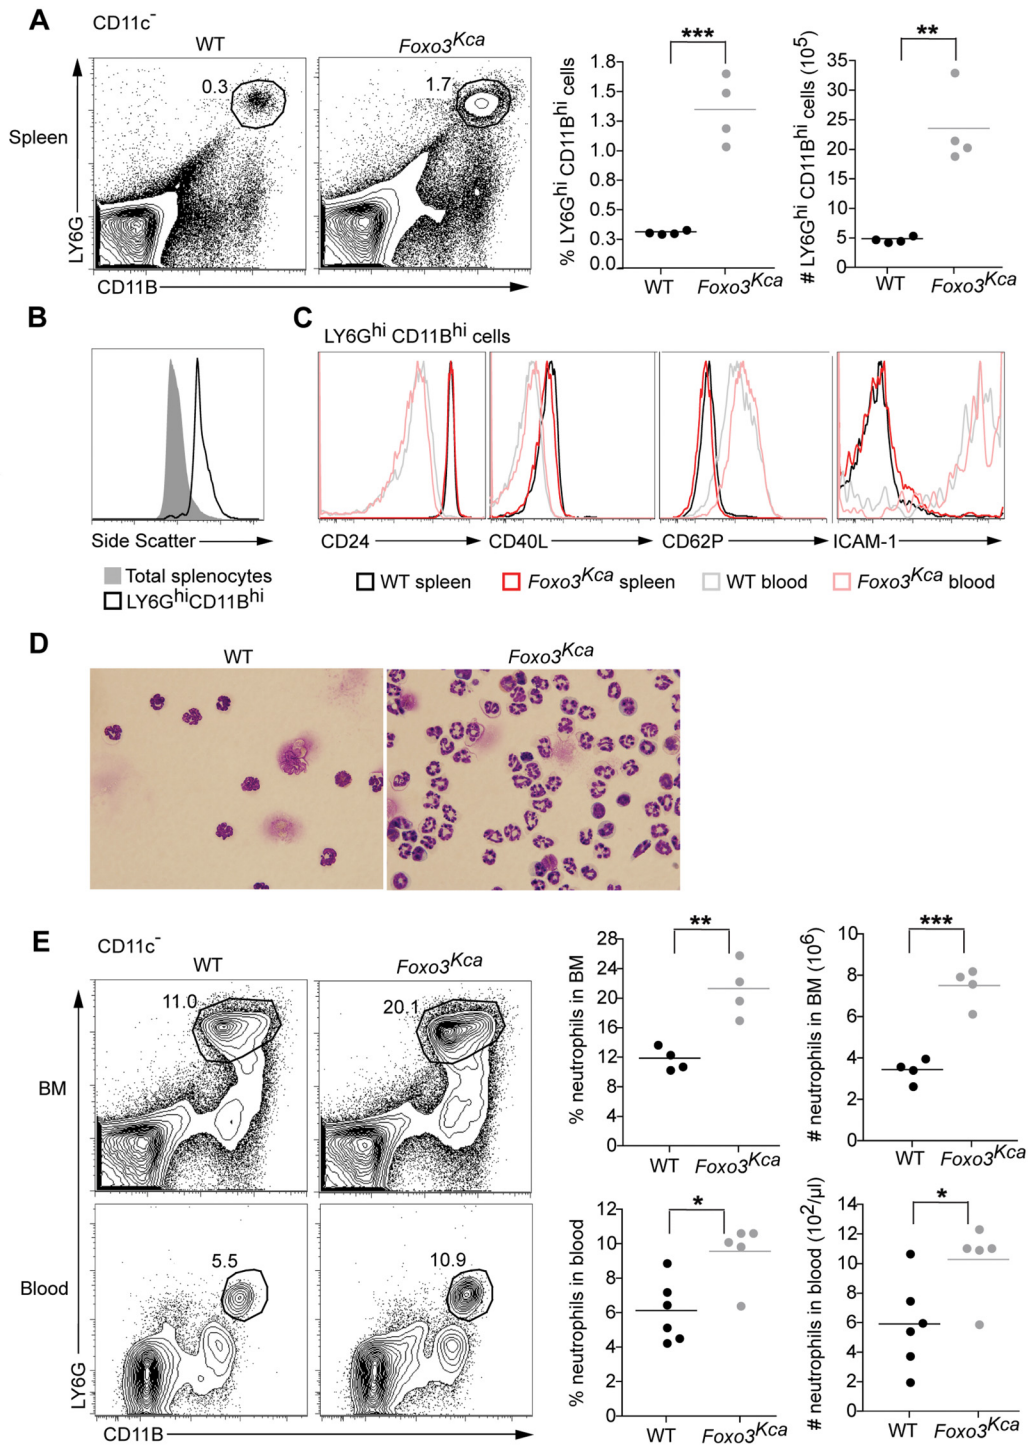 A
CD11c-
WT
Foxo3Kca
0.3
1.7
Spleen
LY6G
CD11B
% LY6Ghi CD11Bhi cells
1.8
1.5
1.3
1.0
0.8
0.5
0.3
0.0
***
WT
Foxo3Kca
# LY6Ghi CD11Bhi cells (10^5)
35
30
25
20
15
10
5
0
**
WT
Foxo3Kca
B
Side Scatter
Total splenocytes
LY6GhiCD11Bhi
C
LY6Ghi CD11Bhi cells
CD24
CD40L
CD62P
ICAM-1
WT spleen
Foxo3Kca spleen
WT blood
Foxo3Kca blood
D
WT
Foxo3Kca
E
CD11c-
WT
Foxo3Kca
11.0
20.1
BM
5.5
10.9
Blood
LY6G
CD11B
% neutrophils in BM
28
24
20
16
12
8
4
0
**
WT
Foxo3Kca
# neutrophils in BM (10^6)
10
8
6
4
2
0
***
WT
Foxo3Kca
% neutrophils in blood
12
10
8
6
4
2
0
*
WT
Foxo3Kca
# neutrophils in blood (10^2/µl)
14
12
10
8
6
4
2
0
*
WT
Foxo3Kca